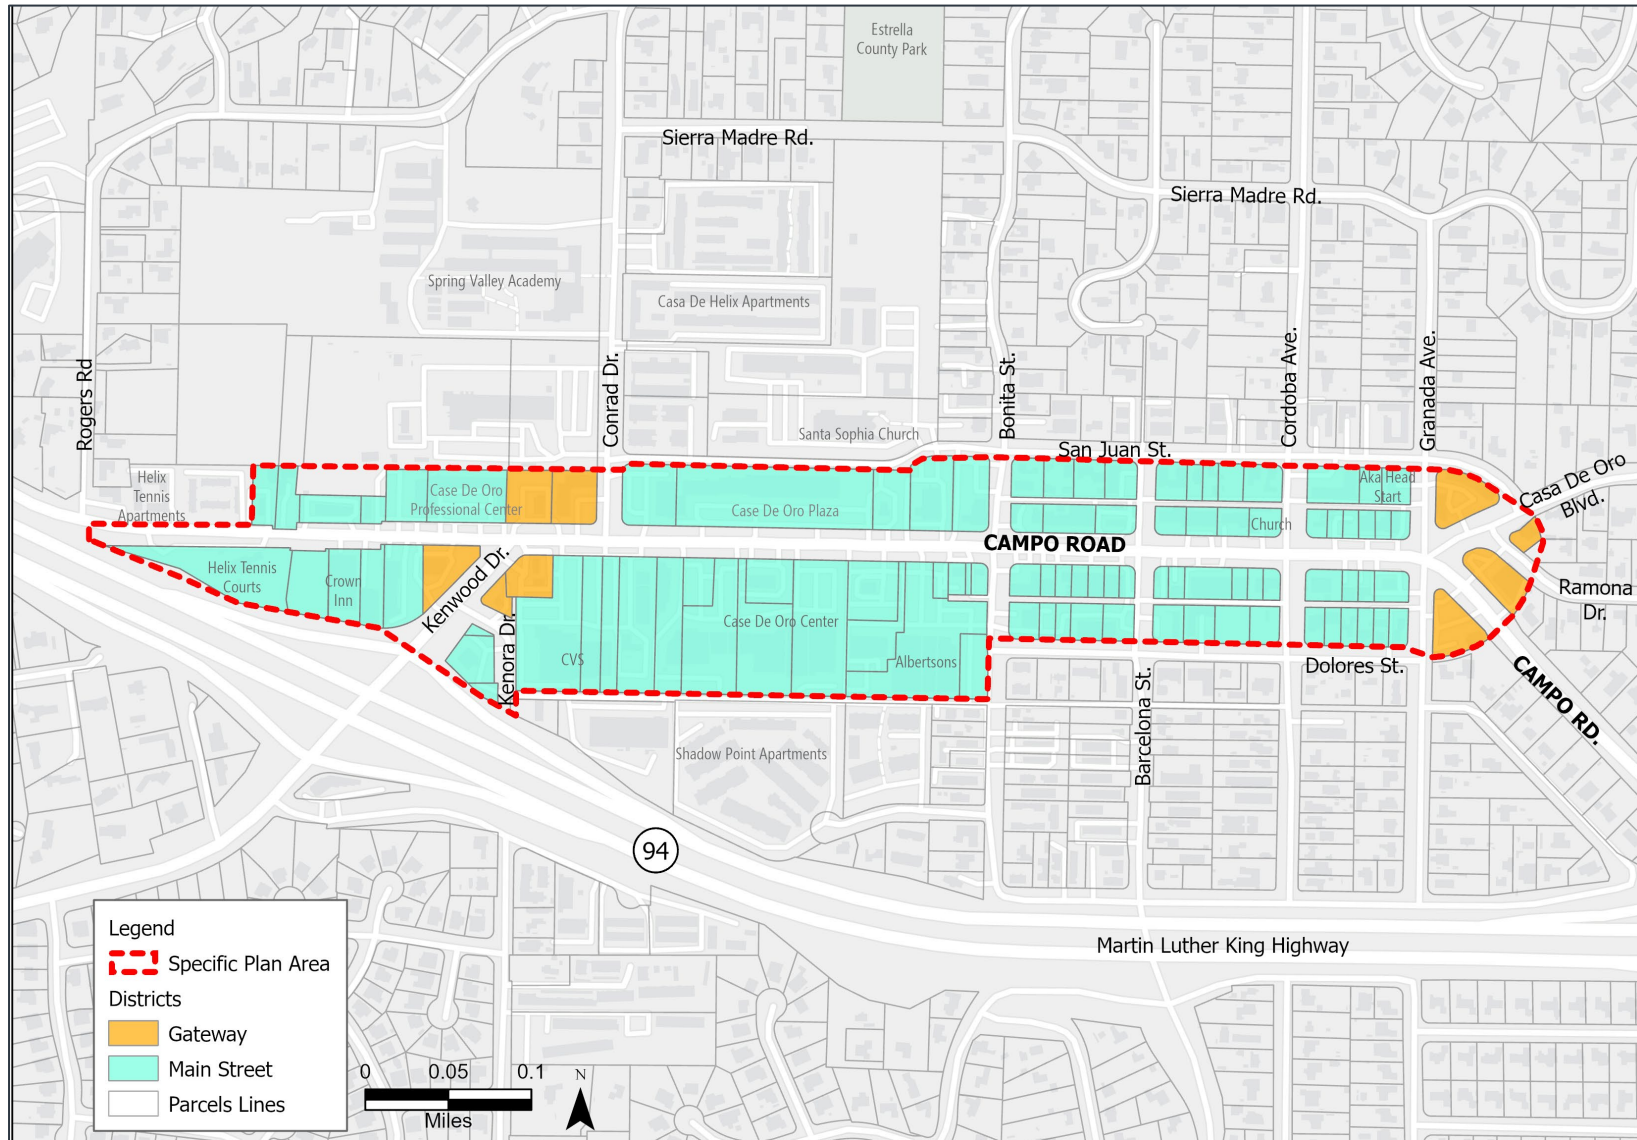 Estrella
County Park
Sierra Madre Rd.
Sierra Madre Rd.
Spring Valley Academy
Casa De Helix Apartments
Rogers Rd
Conrad Dr.
Bonita St.
Cordoba Ave.
Granada Ave.
Santa Sophia Church
San Juan St.
Helix
Tennis
Apartments
Case De Oro
Professional Center
Case De Oro Plaza
Aka Head
Start
Church
Casa De Oro
Blvd.
CAMPO ROAD
Helix Tennis
Courts
Crown
Inn
Kenwood Dr.
Kenora Dr.
CVS
Case De Oro Center
Albertsons
Ramona
Dr.
Dolores St.
CAMPO RD.
Barcelona St.
Shadow Point Apartments
94
Martin Luther King Highway
Legend
Specific Plan Area
Districts
Gateway
Main Street
Parcels Lines
0 0.05 0.1
Miles
N